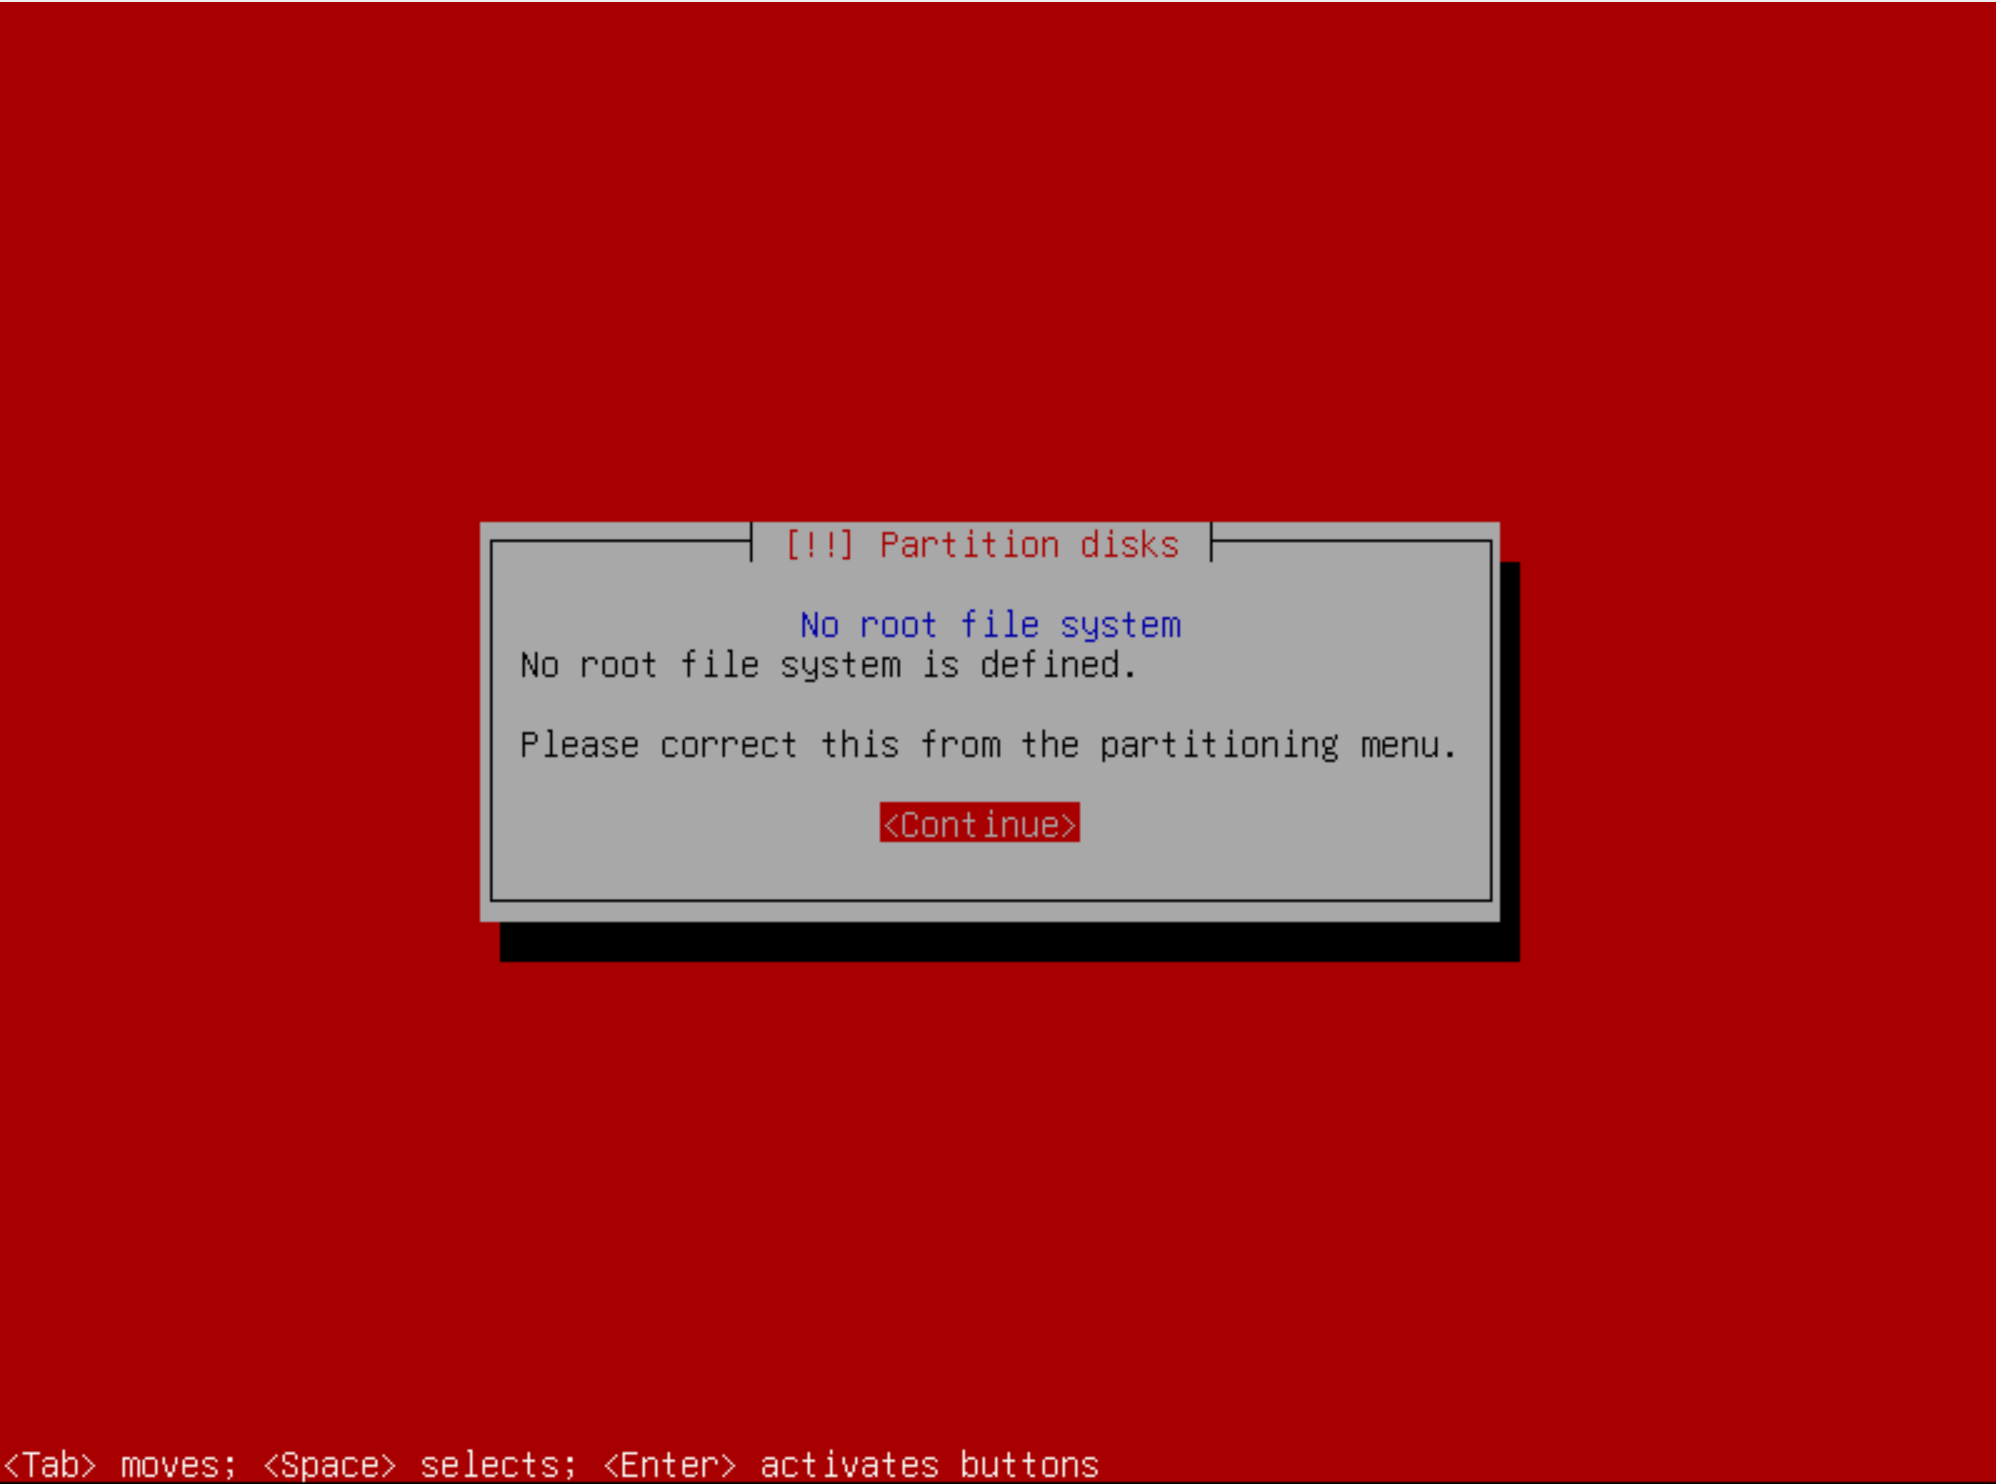 [!!] Partition disks
No root file system
No root file system is defined.
Please correct this from the partitioning menu.
<Continue>
<Tab> moves; <Space> selects; <Enter> activates buttons